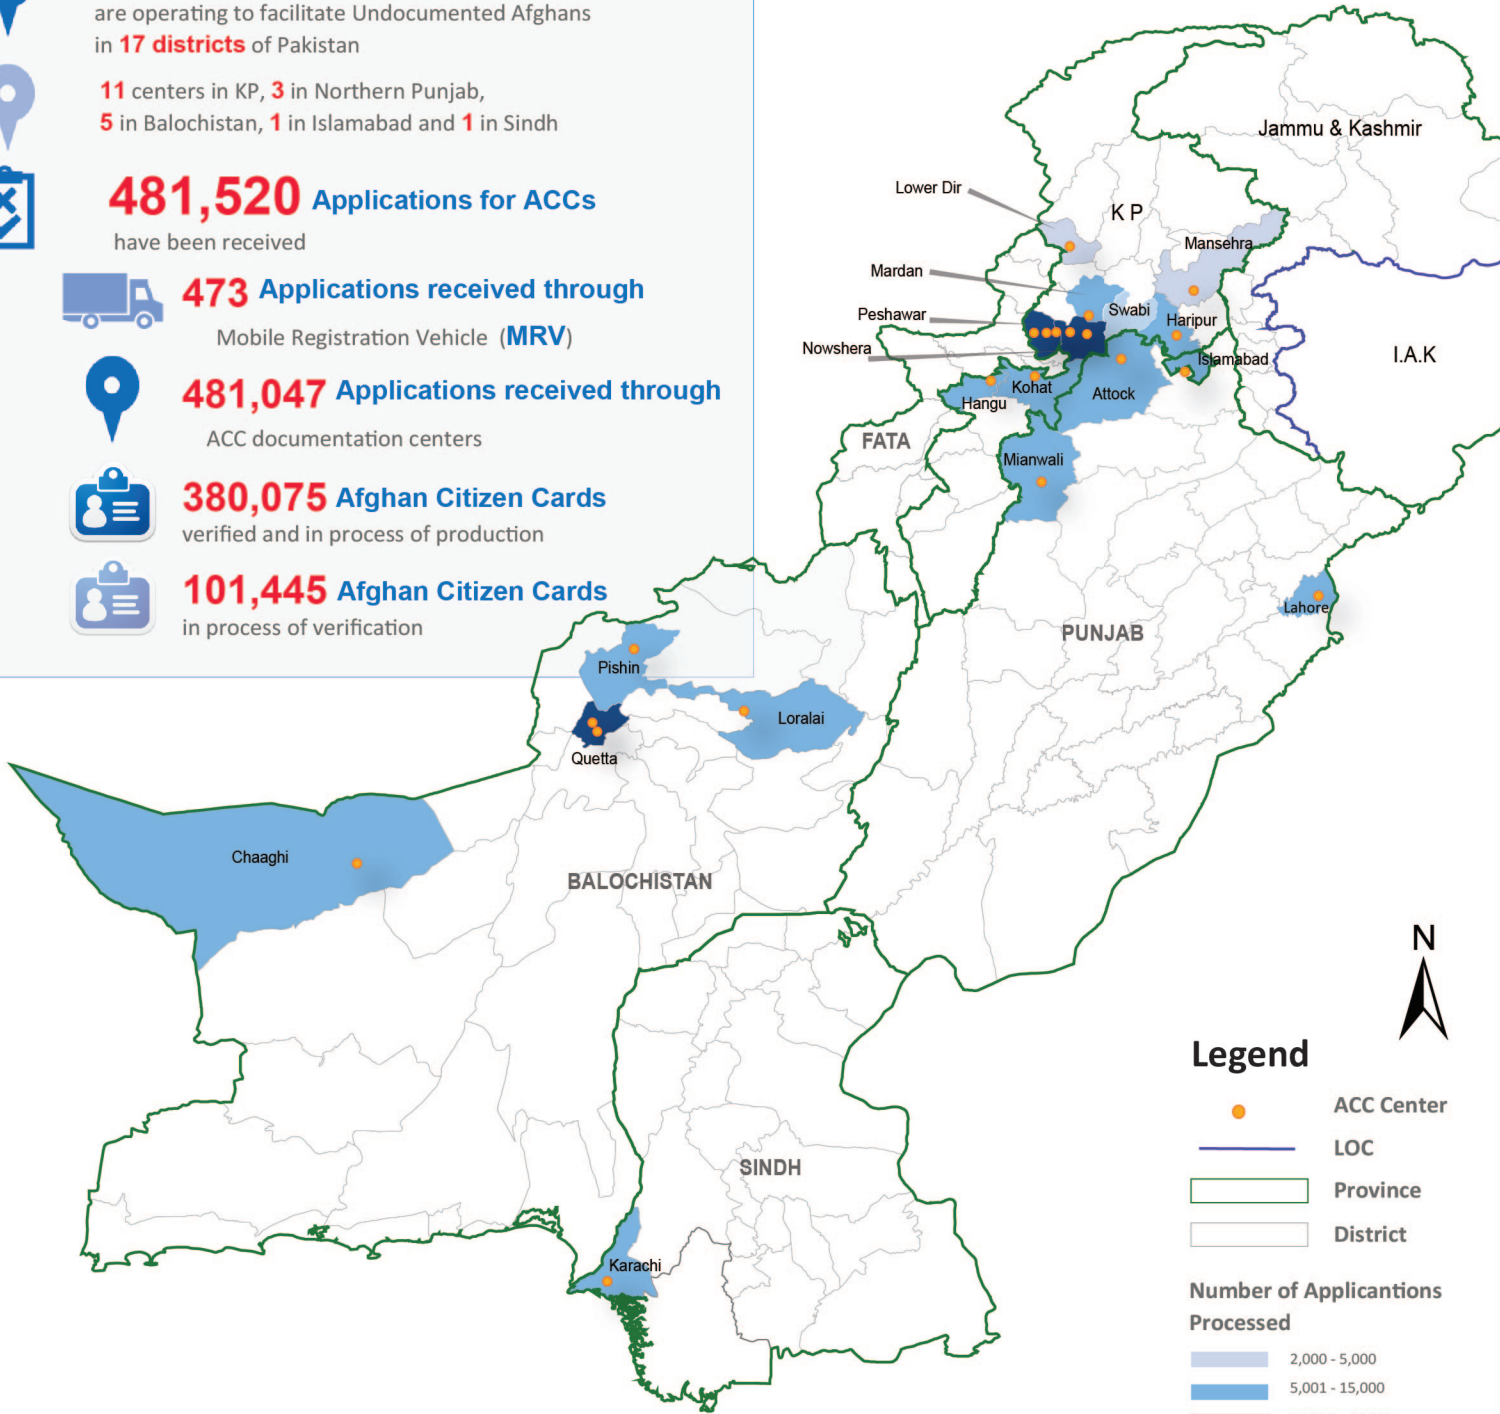 are operating to facilitate Undocumented Afghans
in 17 districts of Pakistan
11 centers in KP, 3 in Northern Punjab,
5 in Balochistan, 1 in Islamabad and 1 in Sindh
481,520 Applications for ACCs
have been received
473 Applications received through
Mobile Registration Vehicle (MRV)
481,047 Applications received through
ACC documentation centers
380,075 Afghan Citizen Cards
verified and in process of production
101,445 Afghan Citizen Cards
in process of verification
Jammu & Kashmir
Lower Dir
K P
Mansehra
Mardan
Swabi
Peshawar
Haripur
Nowshera
Islamabad
I.A.K
Kohat
Attock
Hangu
FATA
Mianwali
Lahore
PUNJAB
Pishin
Loralai
Quetta
Chaaghi
BALOCHISTAN
N
SINDH
Karachi
Legend
ACC Center
LOC
Province
District
Number of Applicantions
Processed
2,000 - 5,000
5,001 - 15,000